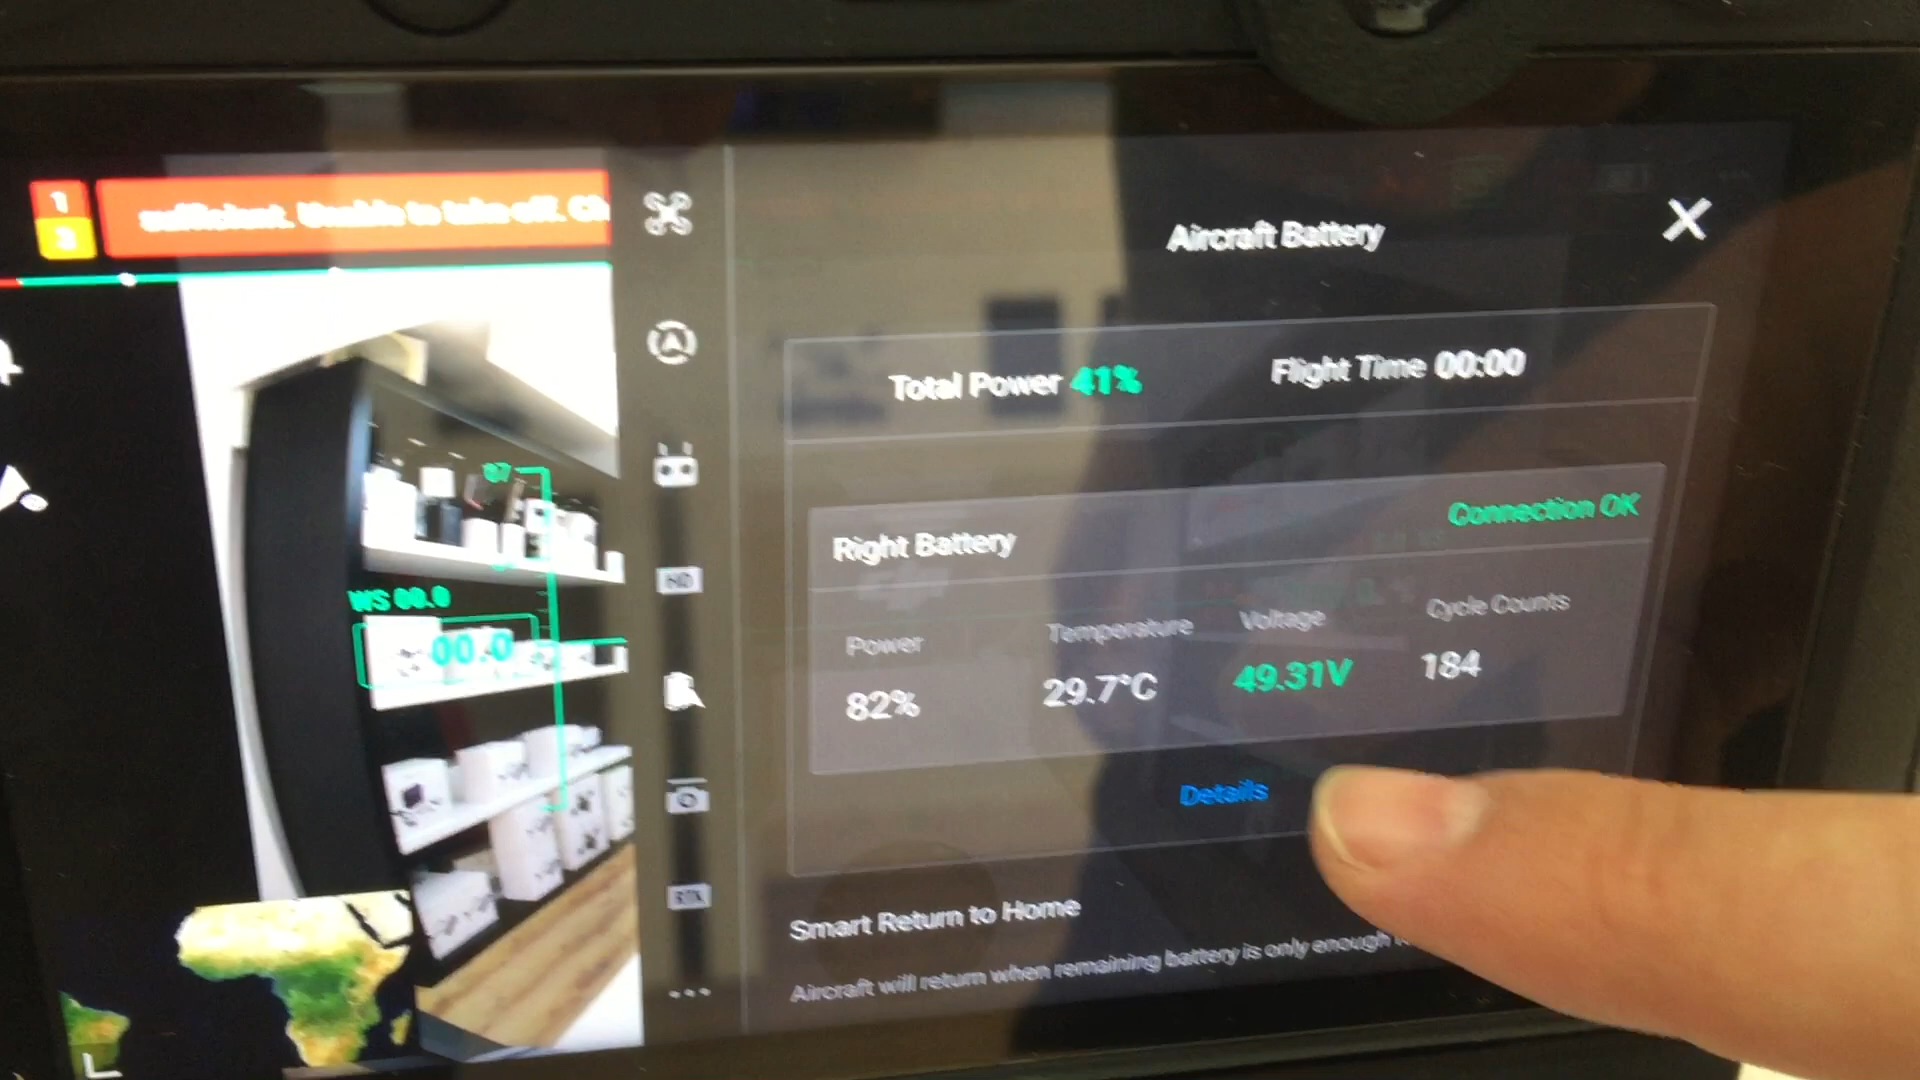 1
3
sufficient. Unable to take off. Ch
Aircraft Battery
Total Power 41%
Flight Time 00:00
Right Battery
Connection OK
Power
Temperature
Voltage
Cycle Counts
82%
29.7°C
49.31V
184
Details
Smart Return to Home
Aircraft will return when remaining battery is only enough
WS 00.0
00.0
HD
RTK
L